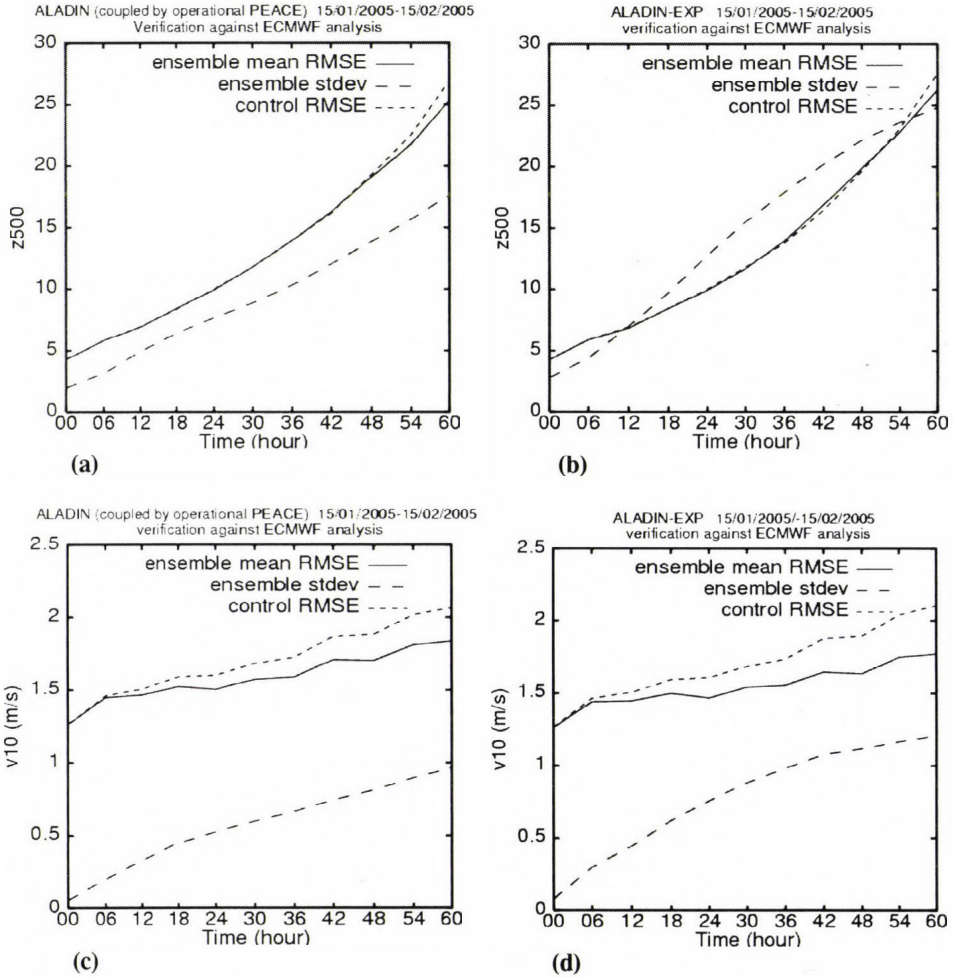 ALADIN (coupled by operational PEACE) 15/01/2005-15/02/2005
Verification against ECMWF analysis
30
25
20
15
10
5
0
z500
ensemble mean RMSE
ensemble stdev
control RMSE
00 06 12 18 24 30 36 42 48 54 60
Time (hour)
(a)
ALADIN-EXP 15/01/2005-15/02/2005
verification against ECMWF analysis
30
25
20
15
10
5
0
z500
ensemble mean RMSE
ensemble stdev
control RMSE
00 06 12 18 24 30 36 42 48 54 60
Time (hour)
(b)
ALADIN (coupled by operational PEACE) 15/01/2005-15/02/2005
verification against ECMWF analysis
2.5
2
1.5
1
0.5
0
v10 (m/s)
ensemble mean RMSE
ensemble stdev
control RMSE
00 06 12 18 24 30 36 42 48 54 60
Time (hour)
(c)
ALADIN-EXP 15/01/2005/-15/02/2005
verification against ECMWF analysis
2.5
2
1.5
1
0.5
0
v10 (m/s)
ensemble mean RMSE
ensemble stdev
control RMSE
00 06 12 18 24 30 36 42 48 54 60
Time (hour)
(d)